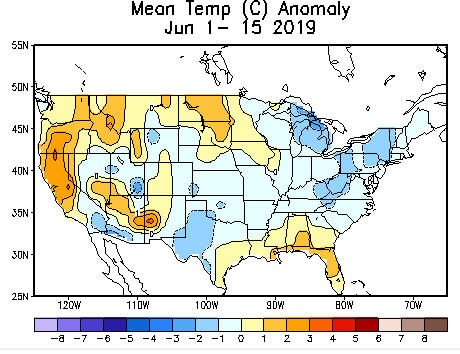 Mean Temp (C) Anomaly
Jun 1- 15 2019
55N
50N
45N
40N
35N
30N
25N
120W 110W 100W 90W 80W 70W
-8 -7 -6 -5 -4 -3 -2 -1 0 1 2 3 4 5 6 7 8